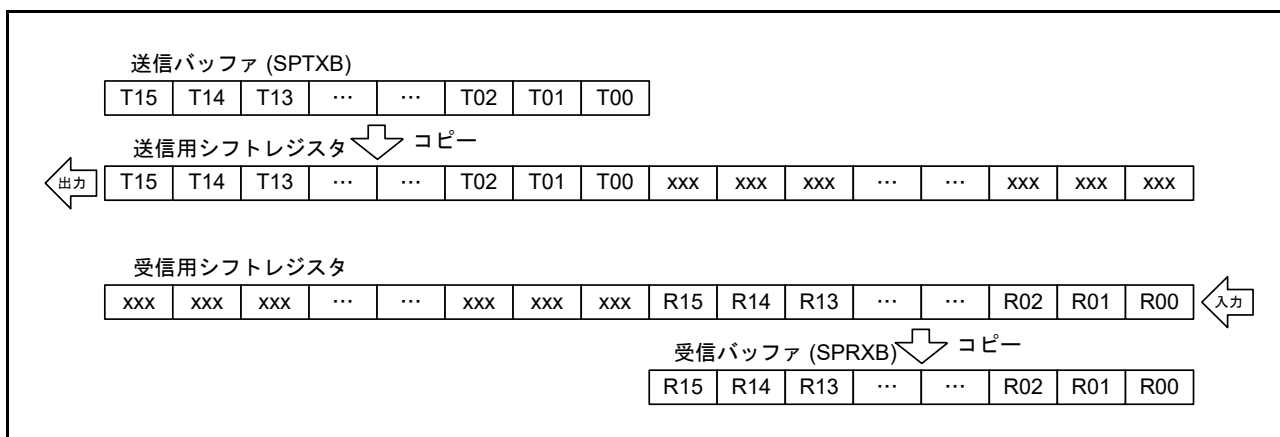 送信バッファ (SPTXB)
T15 T14 T13 … … T02 T01 T00
コピー
送信用シフトレジスタ
出力 T15 T14 T13 … … T02 T01 T00 xxx xxx xxx … … xxx xxx xxx
受信用シフトレジスタ
xxx xxx xxx … … xxx xxx xxx R15 R14 R13 … … R02 R01 R00 入力
コピー
受信バッファ (SPRXB)
R15 R14 R13 … … R02 R01 R00